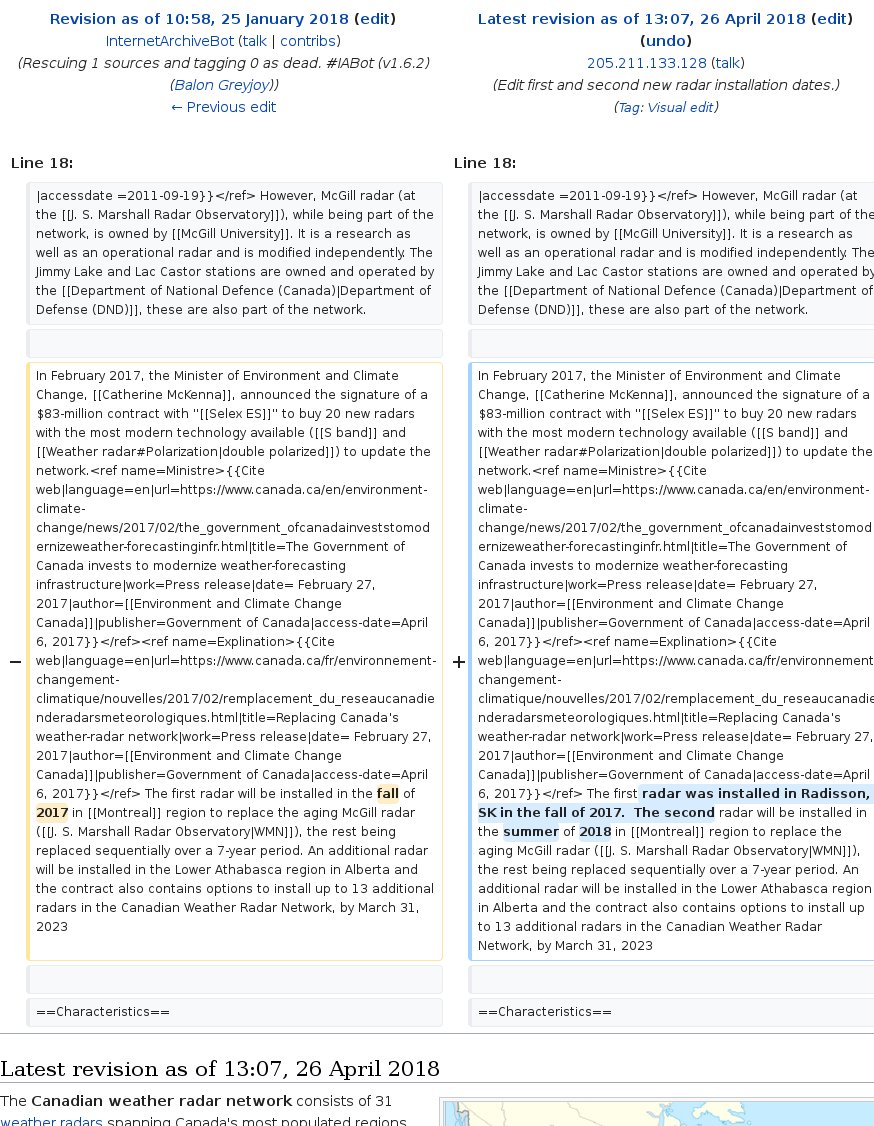 Revision as of 10:58, 25 January 2018 (edit)
InternetArchiveBot (talk | contribs)
(Rescuing 1 sources and tagging 0 as dead. #IABot (v1.6.2)
(Balon Greyjoy))
← Previous edit
Latest revision as of 13:07, 26 April 2018 (edit)
(undo)
205.211.133.128 (talk)
(Edit first and second new radar installation dates.)
(Tag: Visual edit)
Line 18:
|accessdate =2011-09-19}}</ref> However, McGill radar (at
the [[J. S. Marshall Radar Observatory]]), while being part of the
network, is owned by [[McGill University]]. It is a research as
well as an operational radar and is modified independently. The
Jimmy Lake and Lac Castor stations are owned and operated by
the [[Department of National Defence (Canada)|Department of
Defense (DND)]], these are also part of the network.
−
In February 2017, the Minister of Environment and Climate
Change, [[Catherine McKenna]], announced the signature of a
$83-million contract with "[[Selex ES]]" to buy 20 new radars
with the most modern technology available ([[S band]] and
[[Weather radar#Polarization|double polarized]]) to update the
network.<ref name=Ministre>{{Cite
web|language=en|url=https://www.canada.ca/en/environment-
climate-
change/news/2017/02/the_government_ofcanadainveststomod
ernizeweather-forecastinginfr.html|title=The Government of
Canada invests to modernize weather-forecasting
infrastructure|work=Press release|date= February 27,
2017|author=[[Environment and Climate Change
Canada]]|publisher=Government of Canada|access-date=April
6, 2017}}</ref><ref name=Explination>{{Cite
web|language=en|url=https://www.canada.ca/fr/environnement-
changement-
climatique/nouvelles/2017/02/remplacement_du_reseaucanadie
nderadarsmeteorologiques.html|title=Replacing Canada's
weather-radar network|work=Press release|date= February 27,
2017|author=[[Environment and Climate Change
Canada]]|publisher=Government of Canada|access-date=April
6, 2017}}</ref> The first radar will be installed in the fall of
2017 in [[Montreal]] region to replace the aging McGill radar
([[J. S. Marshall Radar Observatory|WMN]]), the rest being
replaced sequentially over a 7-year period. An additional radar
will be installed in the Lower Athabasca region in Alberta and
the contract also contains options to install up to 13 additional
radars in the Canadian Weather Radar Network, by March 31,
2023
==Characteristics==
Line 18:
|accessdate =2011-09-19}}</ref> However, McGill radar (at
the [[J. S. Marshall Radar Observatory]]), while being part of the
network, is owned by [[McGill University]]. It is a research as
well as an operational radar and is modified independently. The
Jimmy Lake and Lac Castor stations are owned and operated by
the [[Department of National Defence (Canada)|Department of
Defense (DND)]], these are also part of the network.
+
In February 2017, the Minister of Environment and Climate
Change, [[Catherine McKenna]], announced the signature of a
$83-million contract with "[[Selex ES]]" to buy 20 new radars
with the most modern technology available ([[S band]] and
[[Weather radar#Polarization|double polarized]]) to update the
network.<ref name=Ministre>{{Cite
web|language=en|url=https://www.canada.ca/en/environment-
climate-
change/news/2017/02/the_government_ofcanadainveststomod
ernizeweather-forecastinginfr.html|title=The Government of
Canada invests to modernize weather-forecasting
infrastructure|work=Press release|date= February 27,
2017|author=[[Environment and Climate Change
Canada]]|publisher=Government of Canada|access-date=April
6, 2017}}</ref><ref name=Explination>{{Cite
web|language=en|url=https://www.canada.ca/fr/environnement
changement-
climatique/nouvelles/2017/02/remplacement_du_reseaucanadie
nderadarsmeteorologiques.html|title=Replacing Canada's
weather-radar network|work=Press release|date= February 27,
2017|author=[[Environment and Climate Change
Canada]]|publisher=Government of Canada|access-date=April
6, 2017}}</ref> The first radar was installed in Radisson,
SK in the fall of 2017.  The second radar will be installed in
the summer of 2018 in [[Montreal]] region to replace the
aging McGill radar ([[J. S. Marshall Radar Observatory|WMN]]),
the rest being replaced sequentially over a 7-year period. An
additional radar will be installed in the Lower Athabasca region
in Alberta and the contract also contains options to install up
to 13 additional radars in the Canadian Weather Radar
Network, by March 31, 2023
==Characteristics==
Latest revision as of 13:07, 26 April 2018
The Canadian weather radar network consists of 31
weather radars spanning Canada's most populated regions.